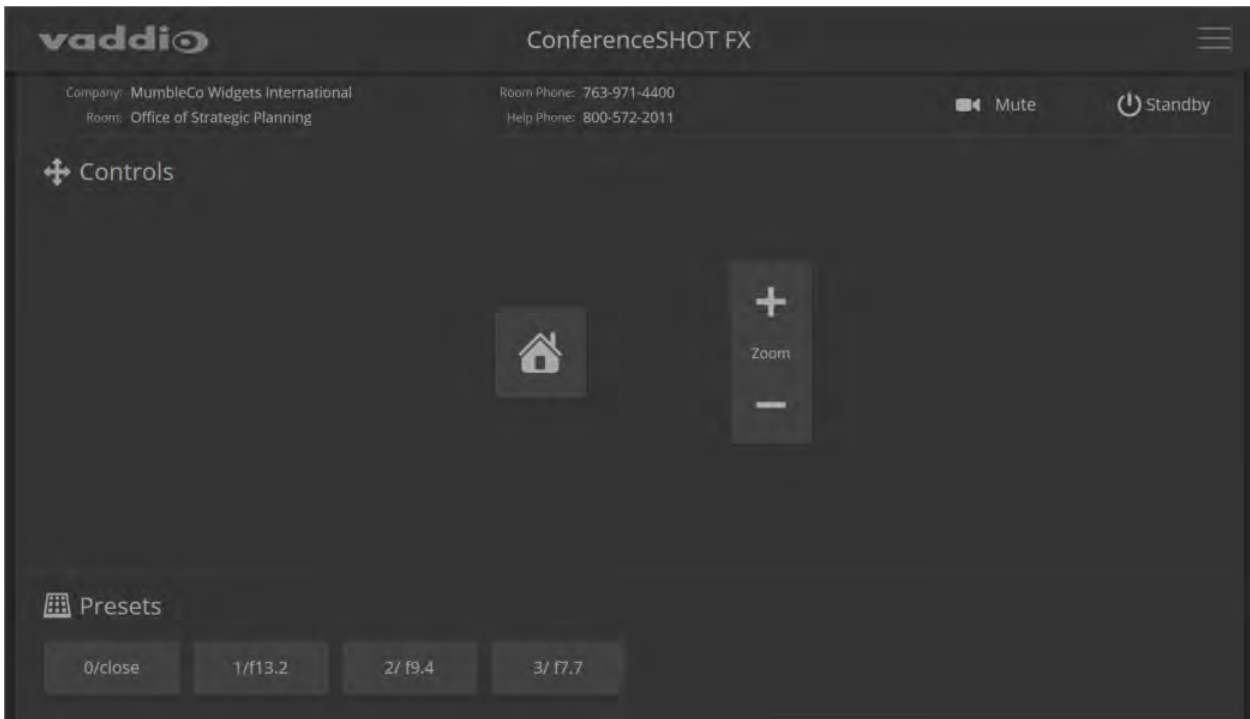 vaddio
ConferenceSHOT FX
Company: MumbleCo Widgets International
Room: Office of Strategic Planning
Room Phone: 763-971-4400
Help Phone: 800-572-2011
Mute
Standby
Controls
Zoom
Presets
0/close
1/f13.2
2/ f9.4
3/ f7.7